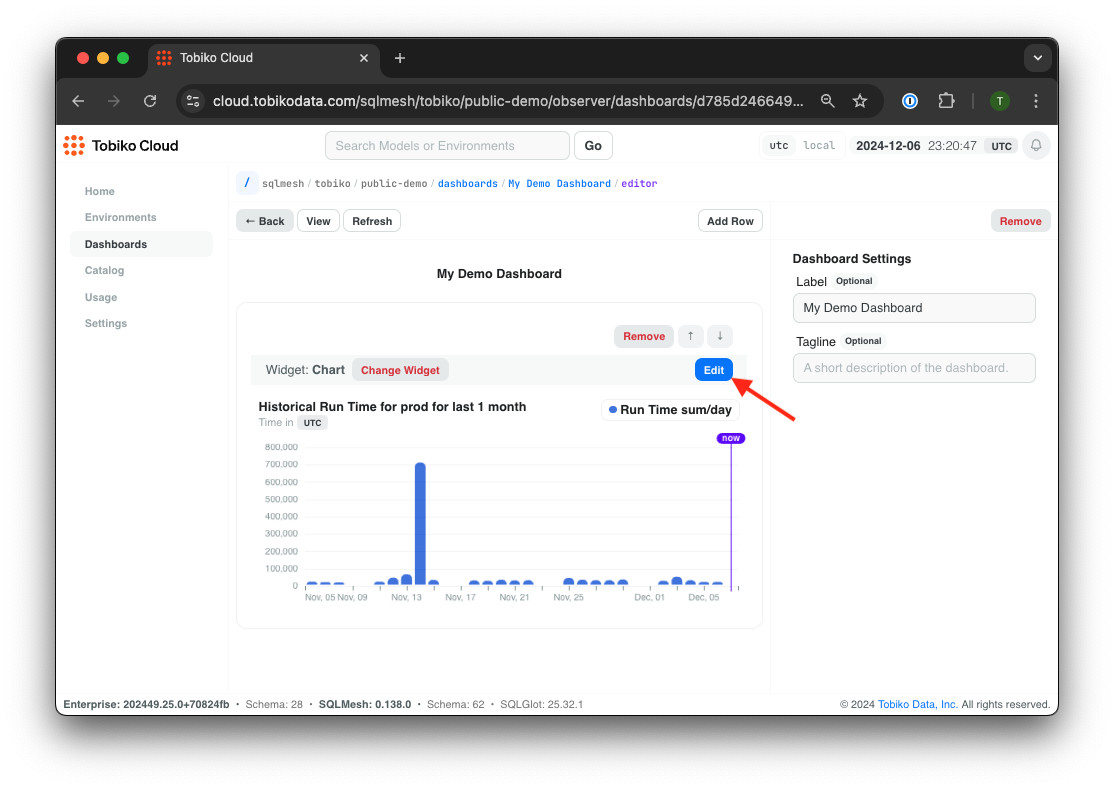 Tobiko Cloud
cloud.tobikodata.com/sqlmesh/tobiko/public-demo/observer/dashboards/d785d246649...
T
Tobiko Cloud
Search Models or Environments
Go
utc local
2024-12-06 23:20:47 UTC
Home
Environments
Dashboards
Catalog
Usage
Settings
/ sqlmesh / tobiko / public-demo / dashboards / My Demo Dashboard / editor
← Back View Refresh Add Row
Remove
My Demo Dashboard
Remove ↑ ↓
Widget: Chart Change Widget Edit
Historical Run Time for prod for last 1 month
Time in UTC
Run Time sum/day
now
800,000
700,000
600,000
500,000
400,000
300,000
200,000
100,000
0
Nov, 05 Nov, 09 Nov, 13 Nov, 17 Nov, 21 Nov, 25 Dec, 01 Dec, 05
Dashboard Settings
Label Optional
My Demo Dashboard
Tagline Optional
A short description of the dashboard.
Enterprise: 202449.25.0+70824fb • Schema: 28 • SQLMesh: 0.138.0 • Schema: 62 • SQLGlot: 25.32.1
© 2024 Tobiko Data, Inc. All rights reserved.